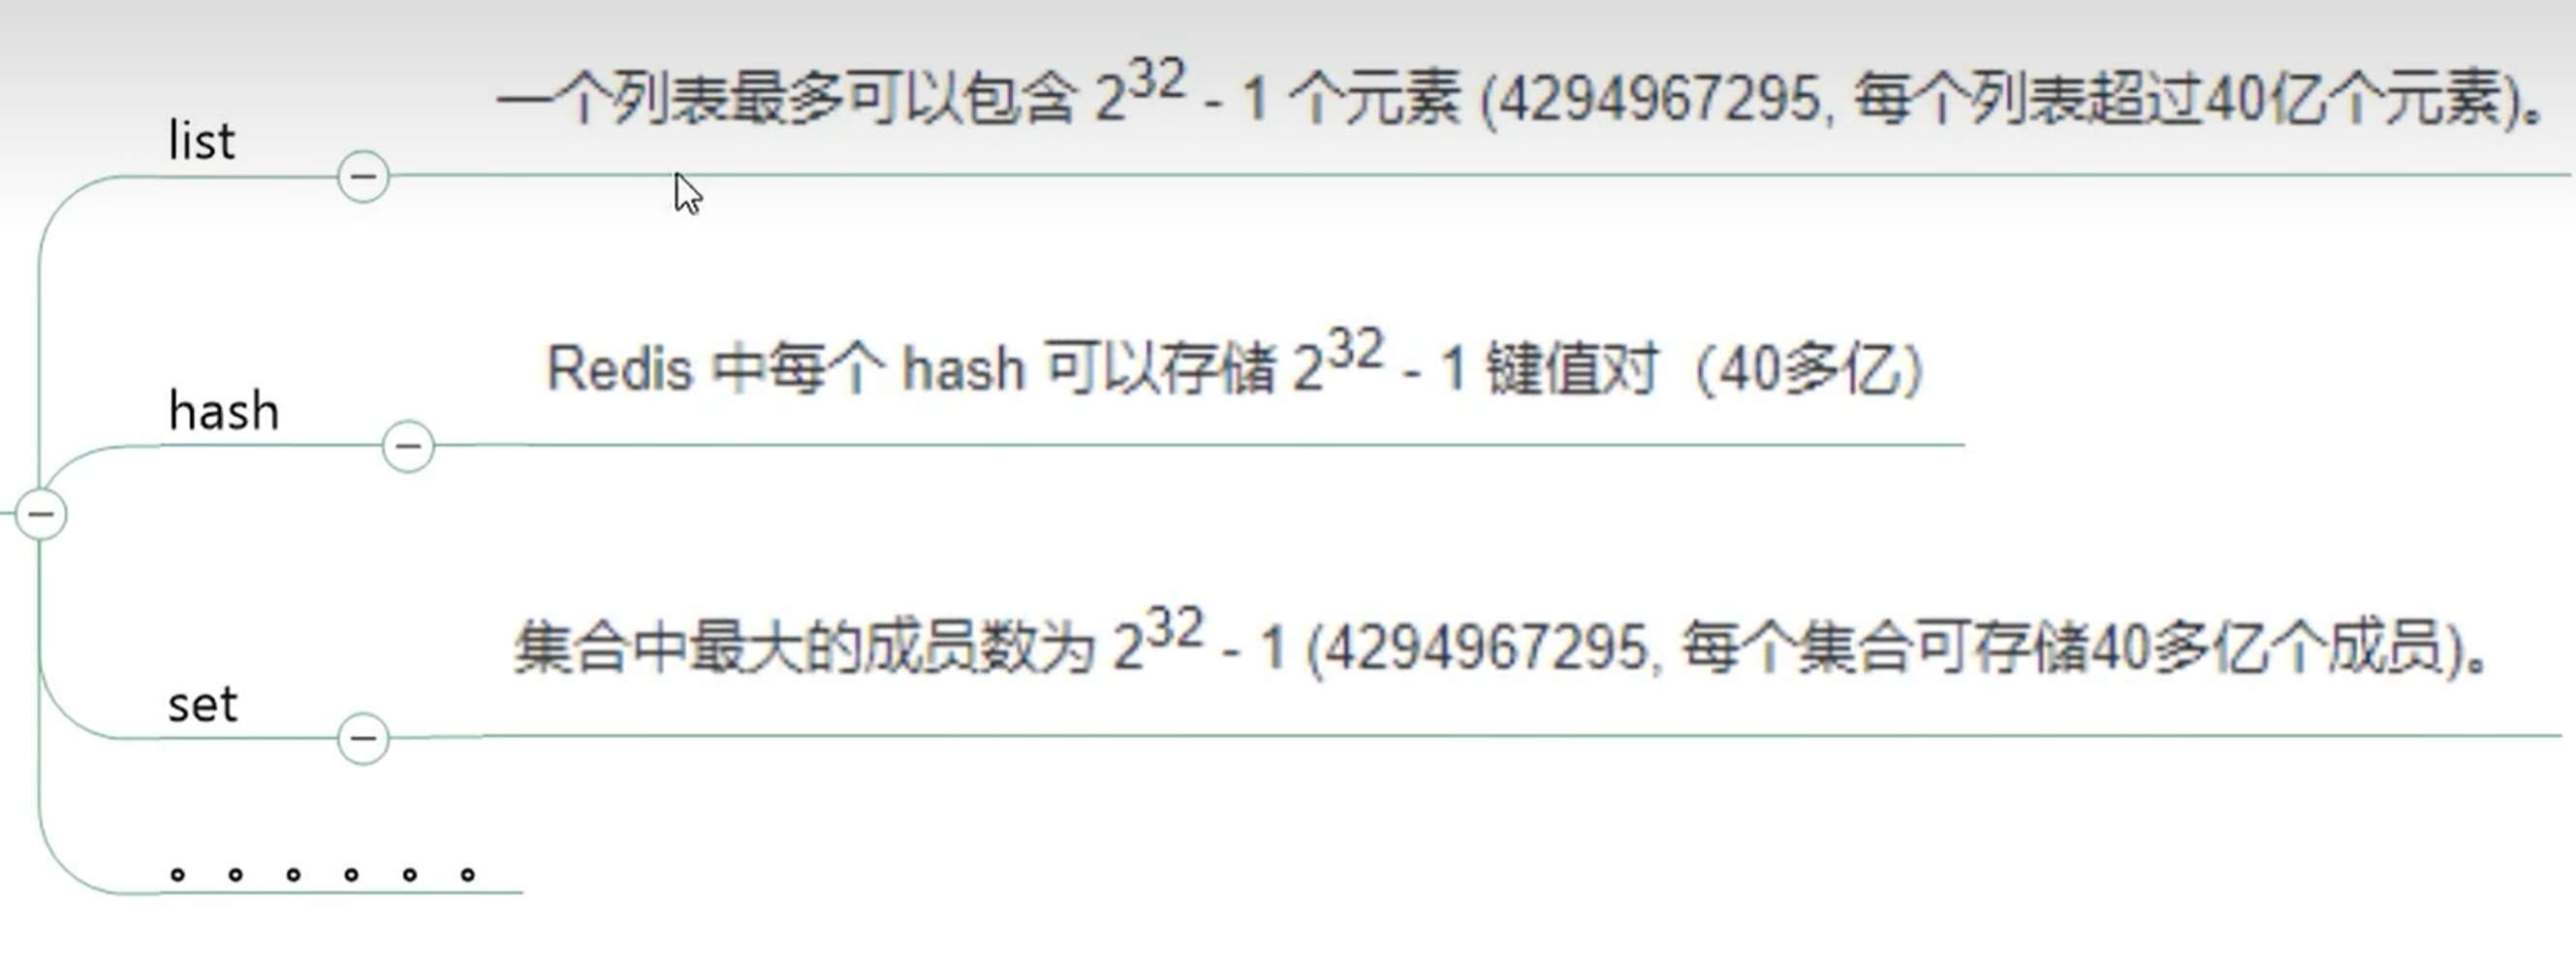 list
一个列表最多可以包含 2^32 - 1 个元素 (4294967295, 每个列表超过40亿个元素)。
hash
Redis 中每个 hash 可以存储 2^32 - 1 键值对（40多亿）
set
集合中最大的成员数为 2^32 - 1 (4294967295, 每个集合可存储40多亿个成员)。
。。。。。。